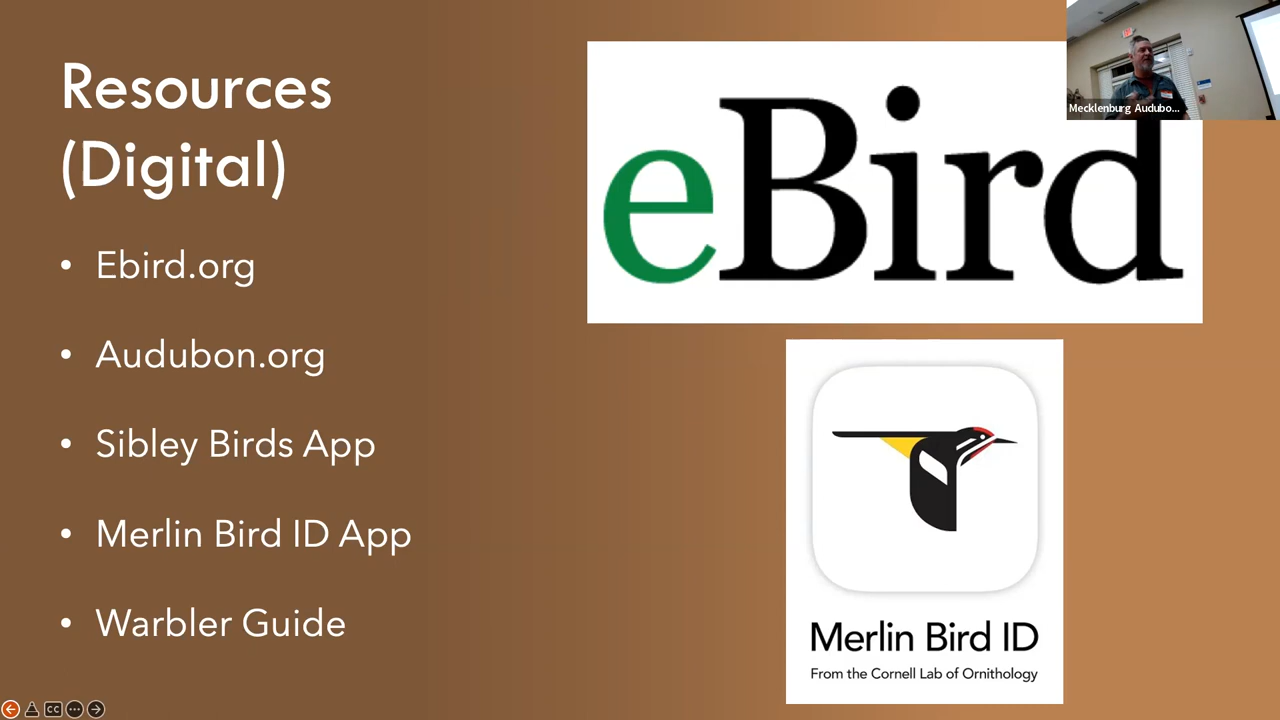 Resources
(Digital)
• Ebird.org
• Audubon.org
• Sibley Birds App
• Merlin Bird ID App
• Warbler Guide
eBird
Mecklenburg Audubo...
Merlin Bird ID
From the Cornell Lab of Ornithology
CC